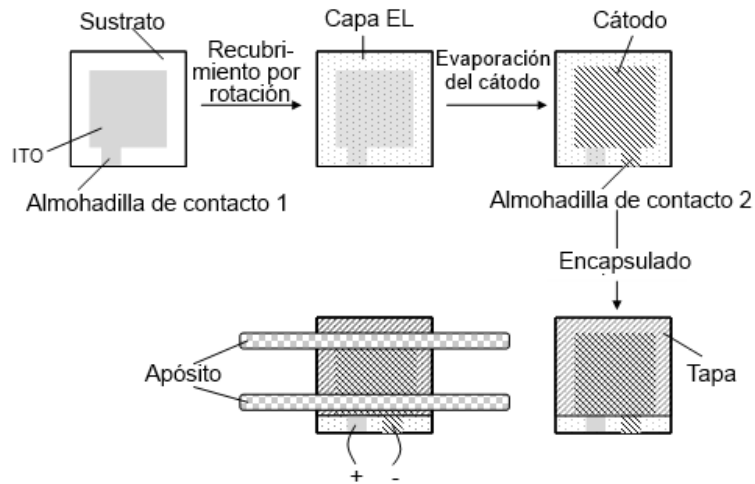 Sustrato
Recubri-
miento por
rotación
Capa EL
Evaporación
del cátodo
Cátodo
ITO
Almohadilla de contacto 1
Almohadilla de contacto 2
Encapsulado
Apósito
Tapa
+ -